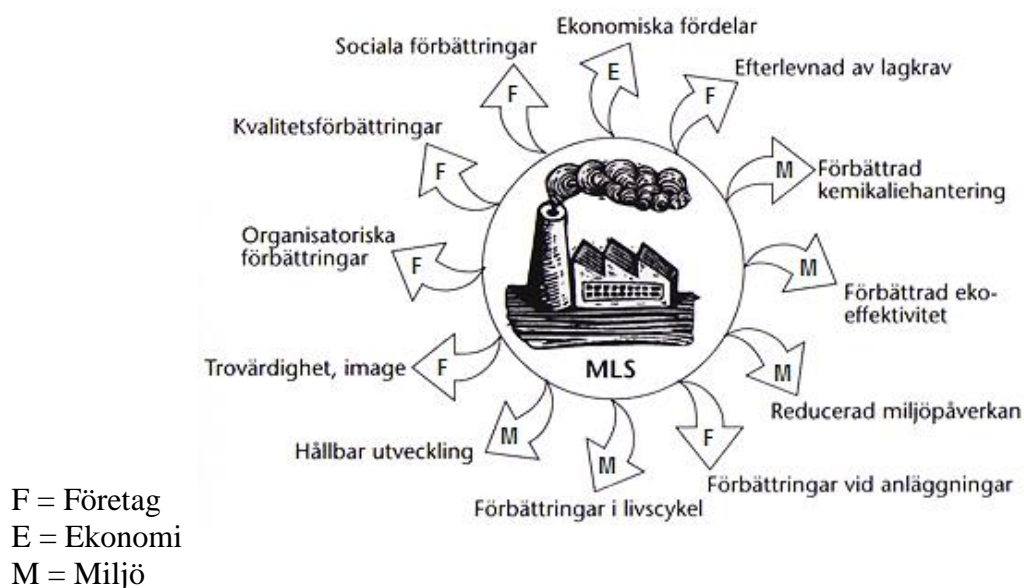 Ekonomiska fördelar
E
Efterlevnad av lagkrav
F
Förbättrad
kemikaliehantering
M
Förbättrad eko-
effektivitet
M
Reducerad miljöpåverkan
M
Förbättringar vid anläggningar
F
Förbättringar i livscykel
M
Hållbar utveckling
M
Trovärdighet, image
F
Organisatoriska
förbättringar
F
Kvalitetsförbättringar
F
Sociala förbättringar
F
MLS
F = Företag
E = Ekonomi
M = Miljö